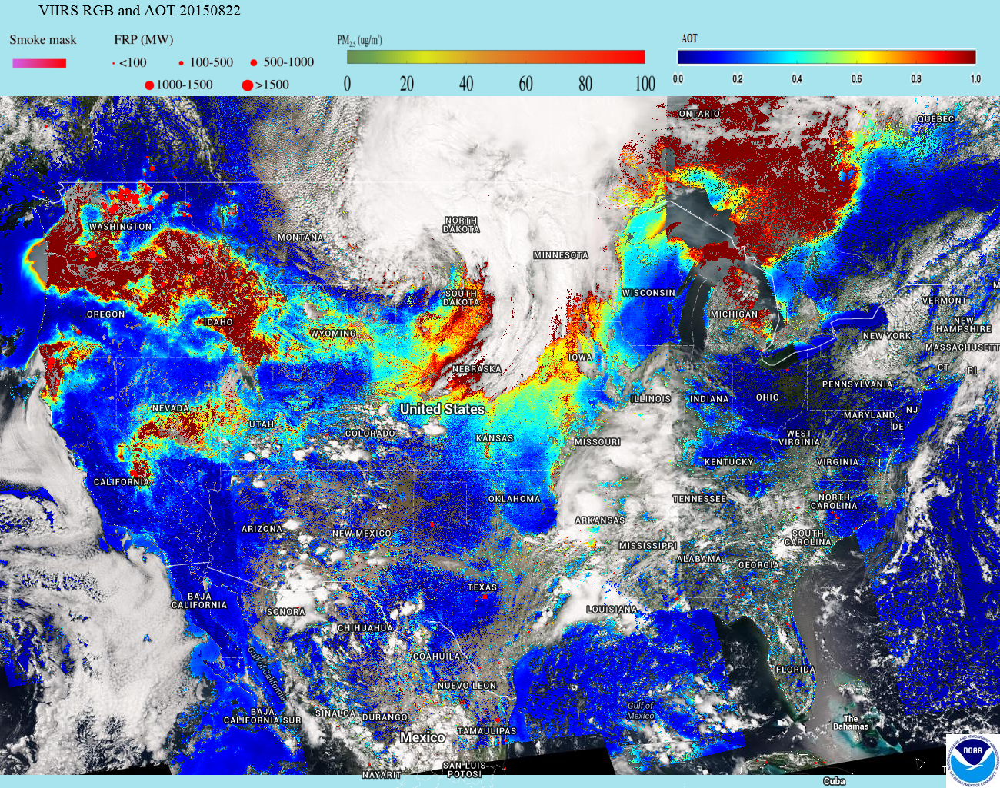 VIIRS RGB and AOT 20150822
Smoke mask
FRP (MW)
<100
100-500
500-1000
1000-1500
>1500
PM2.5 (ug/m³)
0 20 40 60 80 100
AOT
0.0 0.2 0.4 0.6 0.8 1.0
ONTARIO
QUEBEC
WASHINGTON
MONTANA
NORTH
DAKOTA
MINNESOTA
OREGON
IDAHO
WYOMING
SOUTH
DAKOTA
WISCONSIN
MICHIGAN
VERMONT
NEW
HAMPSHIRE
NEW YORK
MASSACHUSETT
CT
RI
NEBRASKA
IOWA
United States
NEVADA
UTAH
COLORADO
KANSAS
MISSOURI
ILLINOIS
INDIANA
OHIO
PENNSYLVANIA
MARYLAND
NJ
DE
WEST
VIRGINIA
KENTUCKY
VIRGINIA
CALIFORNIA
ARIZONA
NEW MEXICO
OKLAHOMA
ARKANSAS
TENNESSEE
NORTH
CAROLINA
SOUTH
CAROLINA
MISSISSIPPI
ALABAMA
GEORGIA
TEXAS
LOUISIANA
BAJA
CALIFORNIA
SONORA
CHIHUAHUA
COAHUILA
Gulf of California
NUEVO LEON
FLORIDA
BAJA
CALIFORNIA SUR
SINALOA
DURANGO
Gulf of
Mexico
The
Bahamas
Mexico
TAMAULIPAS
NAYARIT
SAN LUIS
POTOSI
Cuba
NOAA